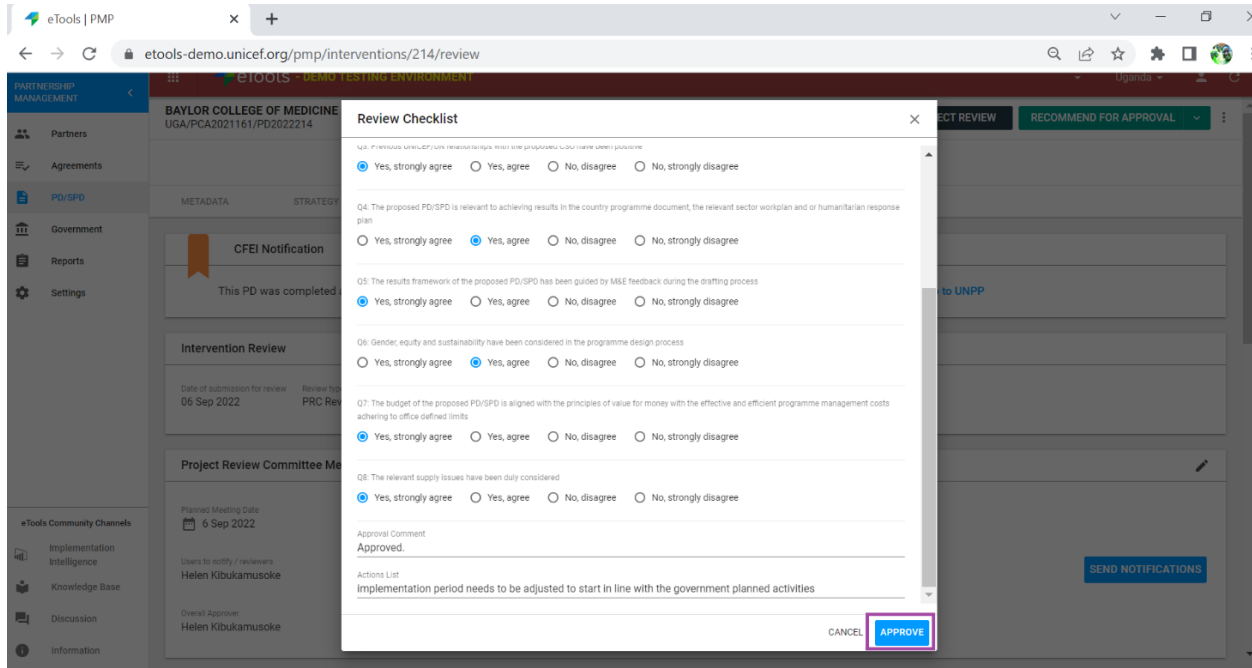 eTools | PMP
etools-demo.unicef.org/pmp/interventions/214/review
PARTNERSHIP
MANAGEMENT
eTools - DEMO TESTING ENVIRONMENT
Uganda
Partners
Agreements
PD/SPD
Government
Reports
Settings
eTools Community Channels
Implementation
Intelligence
Knowledge Base
Discussion
Information
BAYLOR COLLEGE OF MEDICINE
UGA/PCA2021161/PD2022214
ECT REVIEW
RECOMMEND FOR APPROVAL
METADATA
STRATEGY
CFEI Notification
This PD was completed
to UNPP
Intervention Review
Date of submission for review
Review typ
06 Sep 2022
PRC Rev
Project Review Committee Me
Planned Meeting Date
6 Sep 2022
Users to notify / reviewers
Helen Kibukamusoke
SEND NOTIFICATIONS
Overall Approver
Helen Kibukamusoke
Review Checklist
Q3: Previous UNICEF/UN relationships with the proposed CSO have been positive
Yes, strongly agree Yes, agree No, disagree No, strongly disagree
Q4: The proposed PD/SPD is relevant to achieving results in the country programme document, the relevant sector workplan and or humanitarian response
plan
Yes, strongly agree Yes, agree No, disagree No, strongly disagree
Q5: The results framework of the proposed PD/SPD has been guided by M&E feedback during the drafting process
Yes, strongly agree Yes, agree No, disagree No, strongly disagree
Q6: Gender, equity and sustainability have been considered in the programme design process
Yes, strongly agree Yes, agree No, disagree No, strongly disagree
Q7: The budget of the proposed PD/SPD is aligned with the principles of value for money with the effective and efficient programme management costs
adhering to office defined limits
Yes, strongly agree Yes, agree No, disagree No, strongly disagree
Q8: The relevant supply issues have been duly considered
Yes, strongly agree Yes, agree No, disagree No, strongly disagree
Approval Comment
Approved.
Actions List
implementation period needs to be adjusted to start in line with the government planned activities
CANCEL
APPROVE